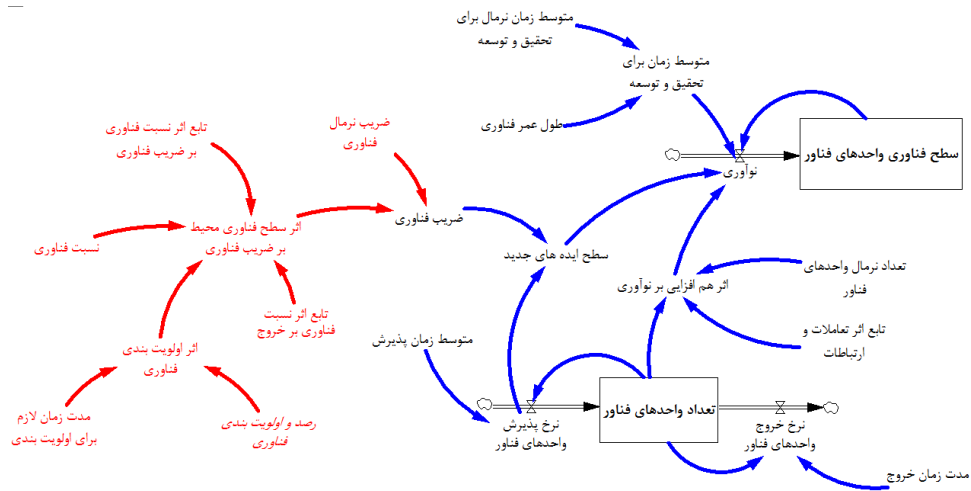 متوسط زمان نرمال برای
تحقیق و توسعه
متوسط زمان برای
تحقیق و توسعه
طول عمر فناوری
سطح فناوری واحدهای فناور
نوآوری
ضریب نرمال
فناوری
تابع اثر نسبت فناوری
بر ضریب فناوری
ضریب فناوری
اثر سطح فناوری محیط
بر ضریب فناوری
نسبت فناوری
سطح ایده های جدید
تعداد نرمال واحدهای
فناور
اثر هم افزایی بر نوآوری
تابع اثر تعاملات و
ارتباطات
تابع اثر نسبت
فناوری بر خروج
متوسط زمان پذیرش
اثر اولویت بندی
فناوری
تعداد واحدهای فناور
نرخ پذیرش
واحدهای فناور
نرخ خروج
واحدهای فناور
مدت زمان لازم
برای اولویت بندی
رصد و اولویت بندی
فناوری
مدت زمان خروج